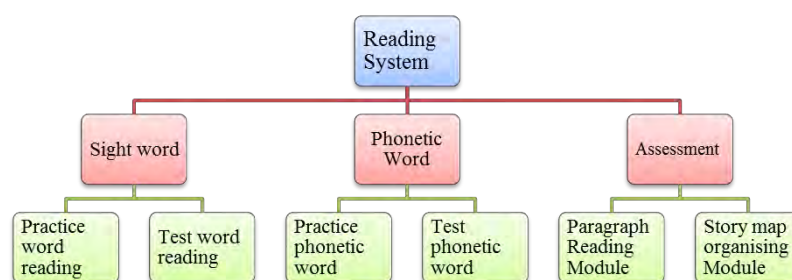 Reading
System
Sight word
Phonetic
Word
Assessment
Practice
word
reading
Test word
reading
Practice
phonetic
word
Test
phonetic
word
Paragraph
Reading
Module
Story map
organising
Module